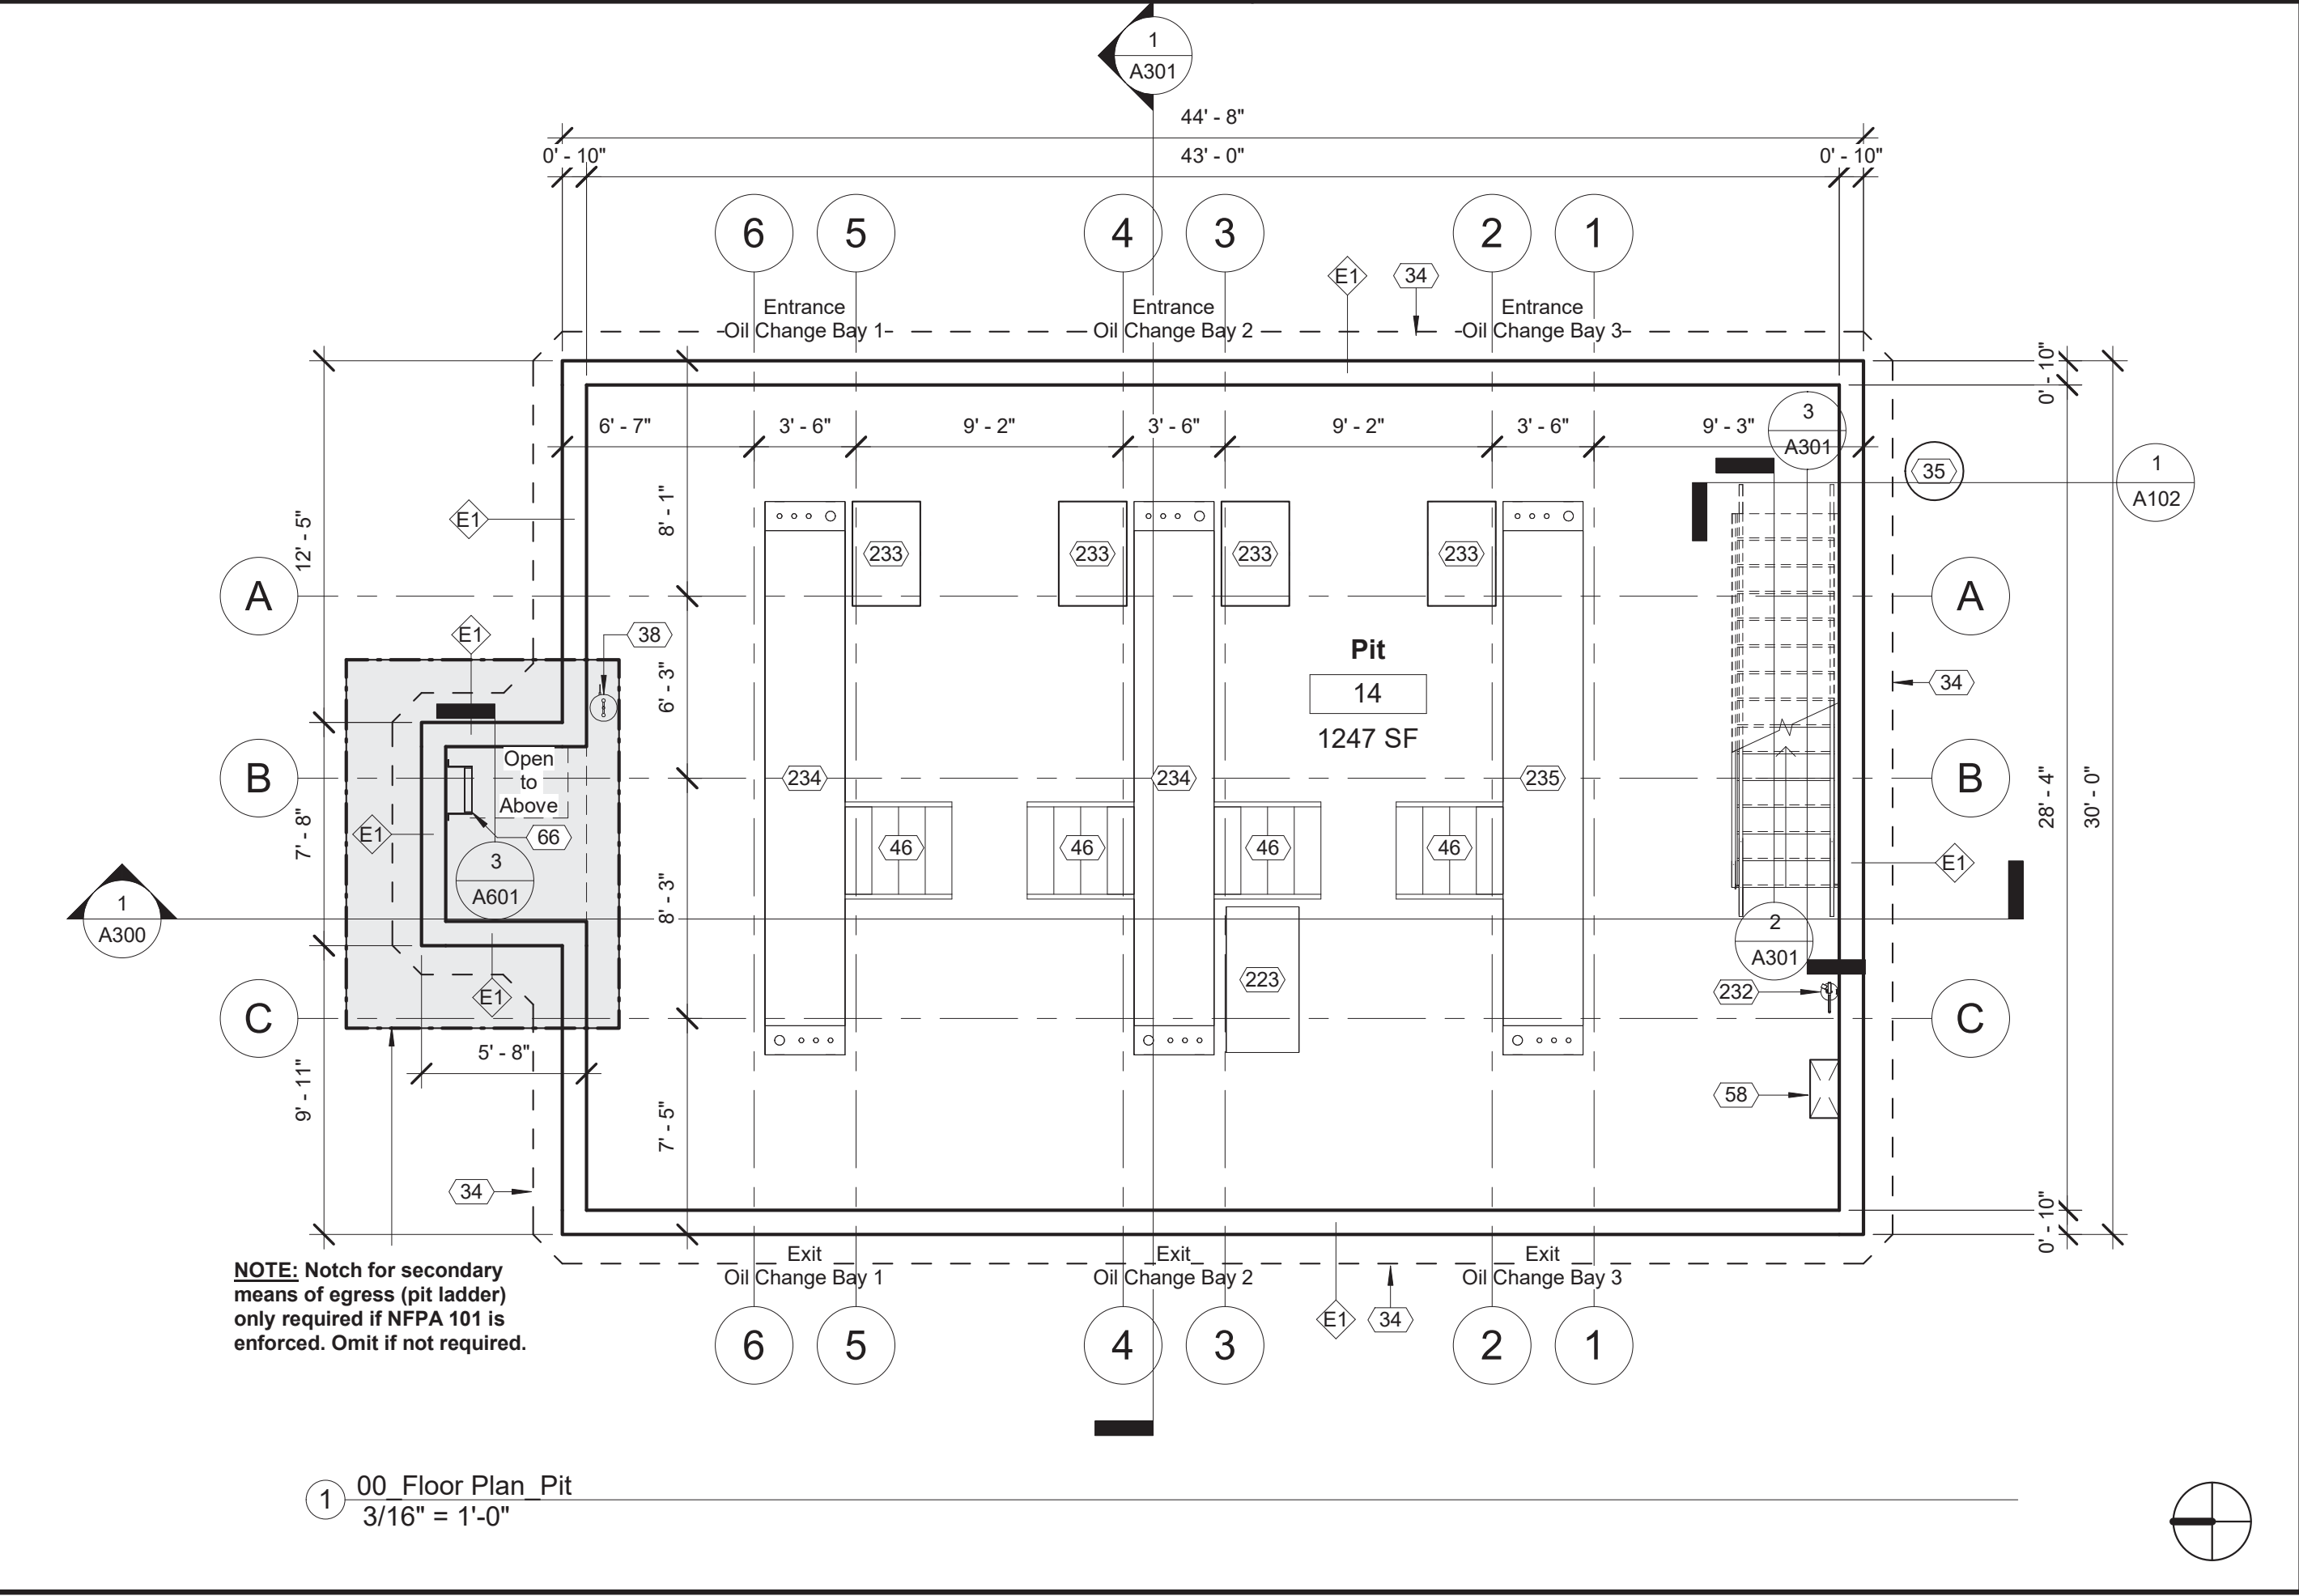 1
A301
44' - 8"
0' - 10"
43' - 0"
0' - 10"
6
5
4
3
2
1
E1
34
Entrance
Oil Change Bay 1
Entrance
Oil Change Bay 2
Entrance
Oil Change Bay 3
0' - 10"
6' - 7"
3' - 6"
9' - 2"
3' - 6"
9' - 2"
3' - 6"
9' - 3"
3
A301
35
1
A102
12' - 5"
E1
8' - 1"
233
233
233
233
A
A
E1
38
6' - 3"
Pit
14
1247 SF
34
B
Open
to
Above
234
234
235
B
7' - 8"
E1
66
46
46
46
46
28' - 4"
30' - 0"
E1
3
A601
1
A300
8' - 3"
2
A301
223
232
E1
C
C
5' - 8"
9' - 11"
7' - 5"
58
34
0' - 10"
Exit
Oil Change Bay 1
Exit
Oil Change Bay 2
Exit
Oil Change Bay 3
NOTE: Notch for secondary
means of egress (pit ladder)
only required if NFPA 101 is
enforced. Omit if not required.
E1
34
6
5
4
3
2
1
1
00_Floor Plan_Pit
3/16" = 1'-0"